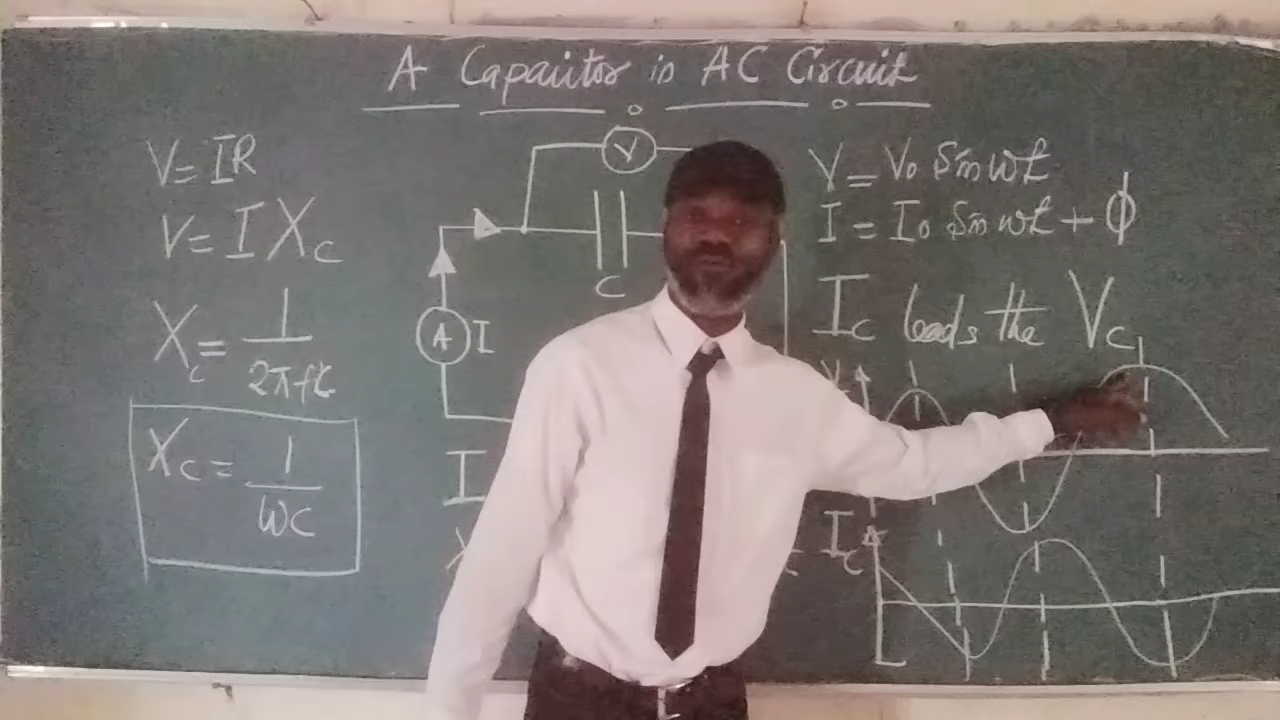 A Capacitor in AC Circuit
V = IR
V = I Xc
Xc = 1 / 2πfC
Xc = 1 / ωC
V
C
A I
I
X
V = V₀ Sin ωt
I = I₀ Sin ωt + ϕ
Ic leads the Vc
Ic